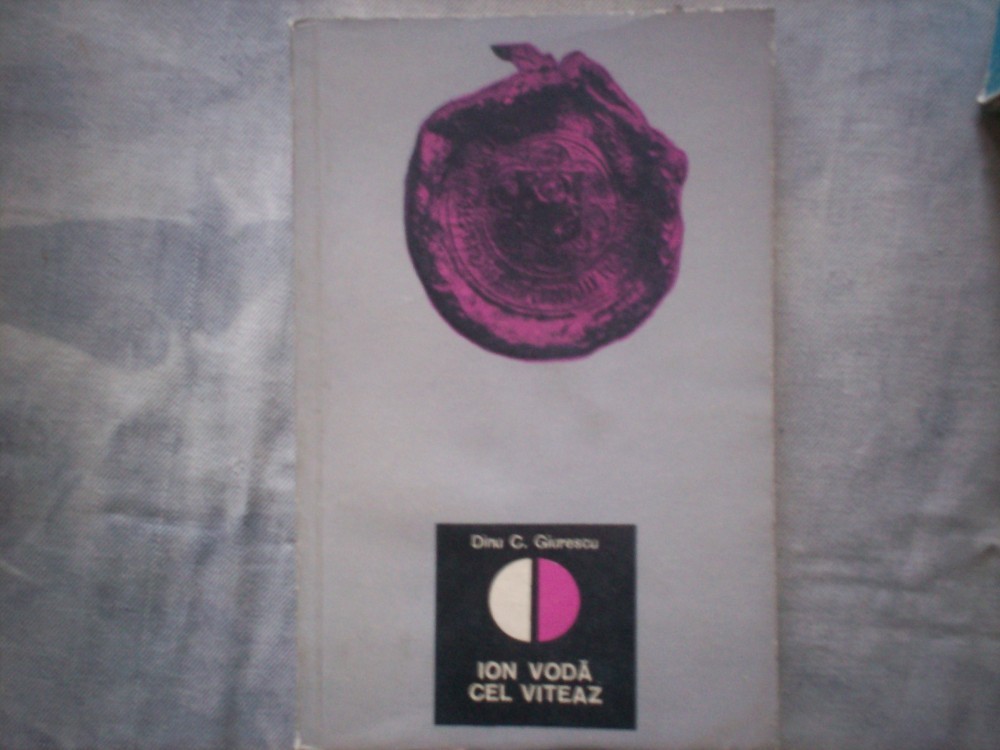 Dinu C. Giurescu
ION VODĂ
CEL VITEAZ